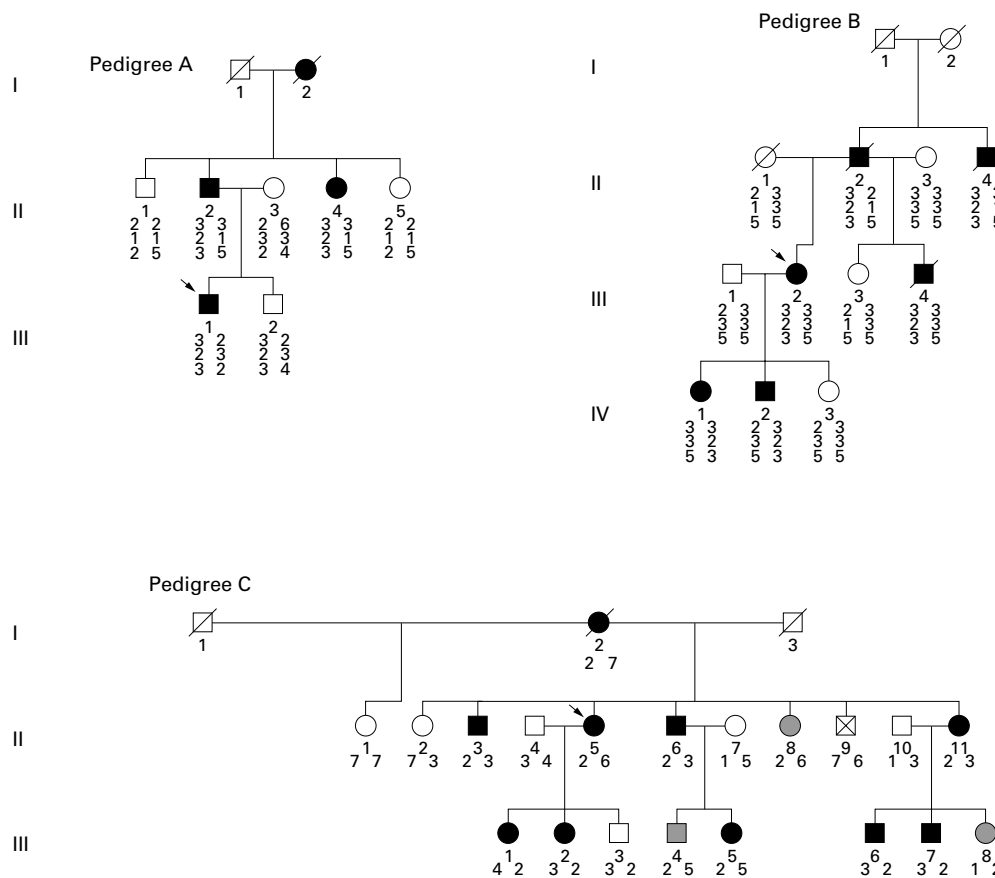 Pedigree A
I
1 2
II
1 2 3 4 5
2 2 3 3 2 6 3 3 2 2
1 1 2 1 3 3 2 1 1 1
2 5 3 5 2 4 3 5 2 5
III
1 2
3 2 3 2
2 3 2 3
3 2 3 4
Pedigree B
I
1 2
II
1 2 3 4
2 3 3 2 3 3 3
1 3 2 1 3 3 2
5 5 3 5 5 5 3 5
III
1 2 3 4
2 3 3 3 2 3 3 3
3 3 2 3 1 3 2 3
5 5 3 5 5 5 3 5
IV
1 2 3
3 3 2 3 2 3
3 2 3 2 3 3
5 3 5 3 5 5
Pedigree C
I
1 2 3
2 7
II
1 2 3 4 5 6 7 8 9 10 11
7 7 7 3 2 3 3 4 2 6 2 3 1 5 2 6 7 6 1 3 2 3
III
1 2 3 4 5 6 7 8
4 2 3 2 3 2 2 5 2 5 3 2 3 2 1 2